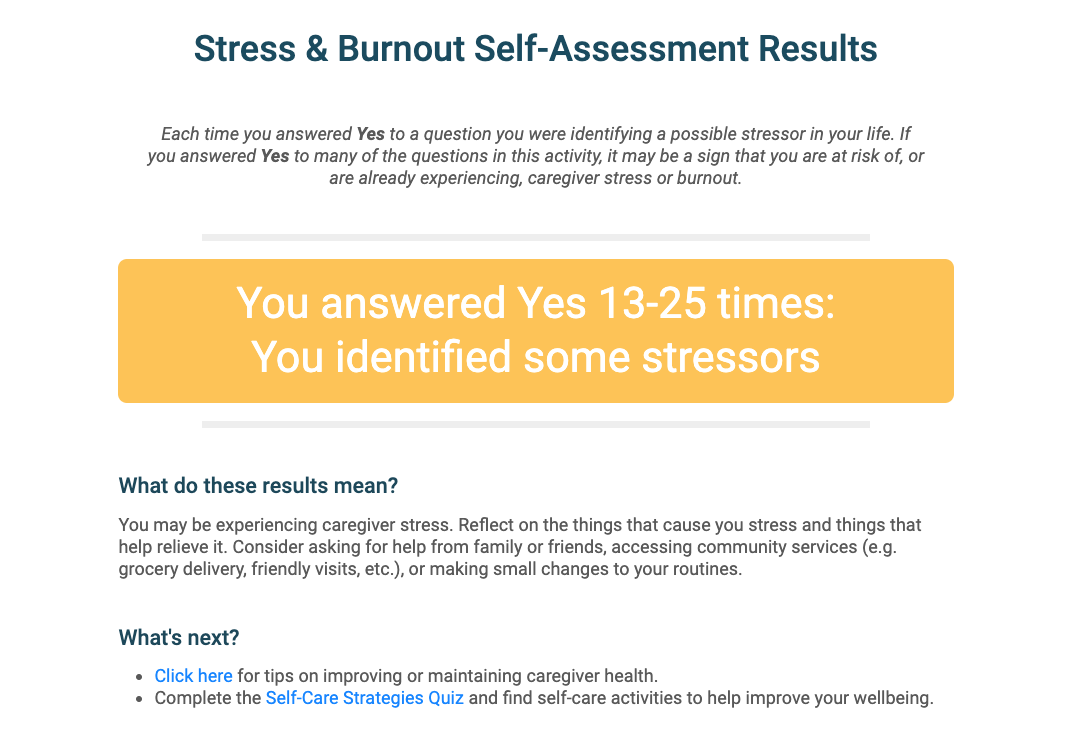 Stress & Burnout Self-Assessment Results
Each time you answered Yes to a question you were identifying a possible stressor in your life. If
you answered Yes to many of the questions in this activity, it may be a sign that you are at risk of, or
are already experiencing, caregiver stress or burnout.
You answered Yes 13-25 times:
You identified some stressors
What do these results mean?
You may be experiencing caregiver stress. Reflect on the things that cause you stress and things that
help relieve it. Consider asking for help from family or friends, accessing community services (e.g.
grocery delivery, friendly visits, etc.), or making small changes to your routines.
What's next?
• Click here for tips on improving or maintaining caregiver health.
• Complete the Self-Care Strategies Quiz and find self-care activities to help improve your wellbeing.